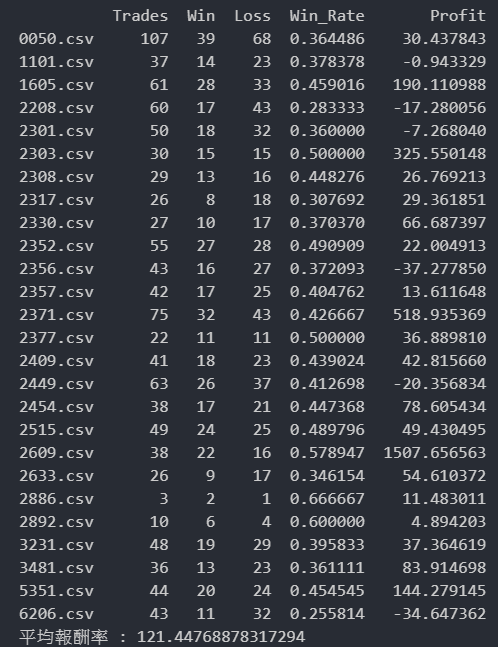 Trades Win Loss Win_Rate Profit
0050.csv 107 39 68 0.364486 30.437843
1101.csv 37 14 23 0.378378 -0.943329
1605.csv 61 28 33 0.459016 190.110988
2208.csv 60 17 43 0.283333 -17.280056
2301.csv 50 18 32 0.360000 -7.268040
2303.csv 30 15 15 0.500000 325.550148
2308.csv 29 13 16 0.448276 26.769213
2317.csv 26 8 18 0.307692 29.361851
2330.csv 27 10 17 0.370370 66.687397
2352.csv 55 27 28 0.490909 22.004913
2356.csv 43 16 27 0.372093 -37.277850
2357.csv 42 17 25 0.404762 13.611648
2371.csv 75 32 43 0.426667 518.935369
2377.csv 22 11 11 0.500000 36.889810
2409.csv 41 18 23 0.439024 42.815660
2449.csv 63 26 37 0.412698 -20.356834
2454.csv 38 17 21 0.447368 78.605434
2515.csv 49 24 25 0.489796 49.430495
2609.csv 38 22 16 0.578947 1507.656563
2633.csv 26 9 17 0.346154 54.610372
2886.csv 3 2 1 0.666667 11.483011
2892.csv 10 6 4 0.600000 4.894203
3231.csv 48 19 29 0.395833 37.364619
3481.csv 36 13 23 0.361111 83.914698
5351.csv 44 20 24 0.454545 144.279145
6206.csv 43 11 32 0.255814 -34.647362
平均報酬率 : 121.44768878317294